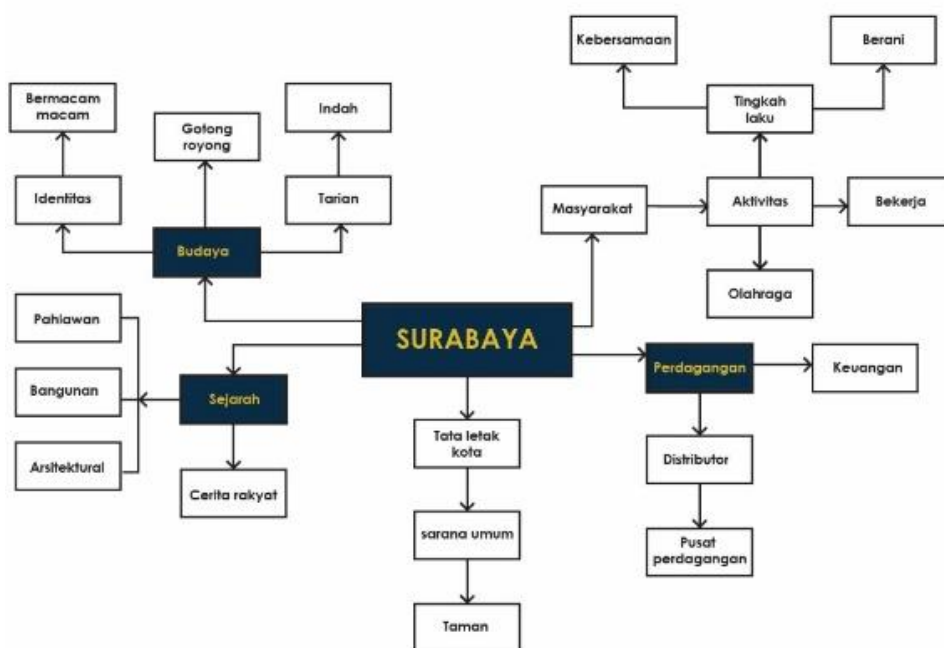 Kebersamaan
Berani
Bermacam
macam
Gotong
royong
Indah
Tingkah
laku
Identitas
Tarian
Masyarakat
Aktivitas
Bekerja
Budaya
Olahraga
Pahlawan
SURABAYA
Bangunan
Sejarah
Perdagangan
Keuangan
Arsitektural
Cerita rakyat
Tata letak
kota
Distributor
sarana umum
Pusat
perdagangan
Taman